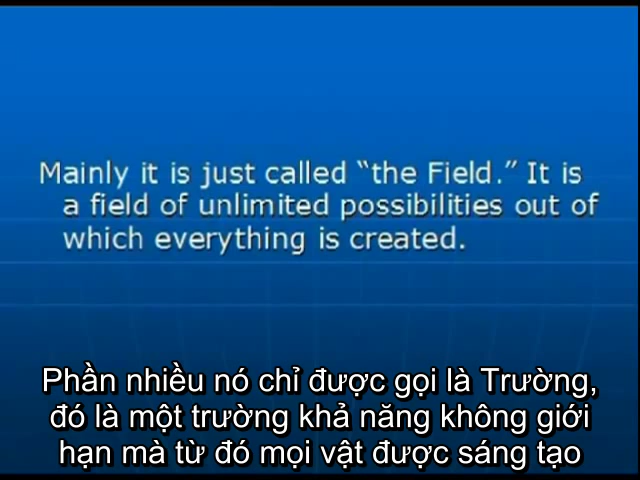 Mainly it is just called “the Field.” It is
a field of unlimited possibilities out of
which everything is created.
Phần nhiều nó chỉ được gọi là Trường,
đó là một trường khả năng không giới
hạn mà từ đó mọi vật được sáng tạo